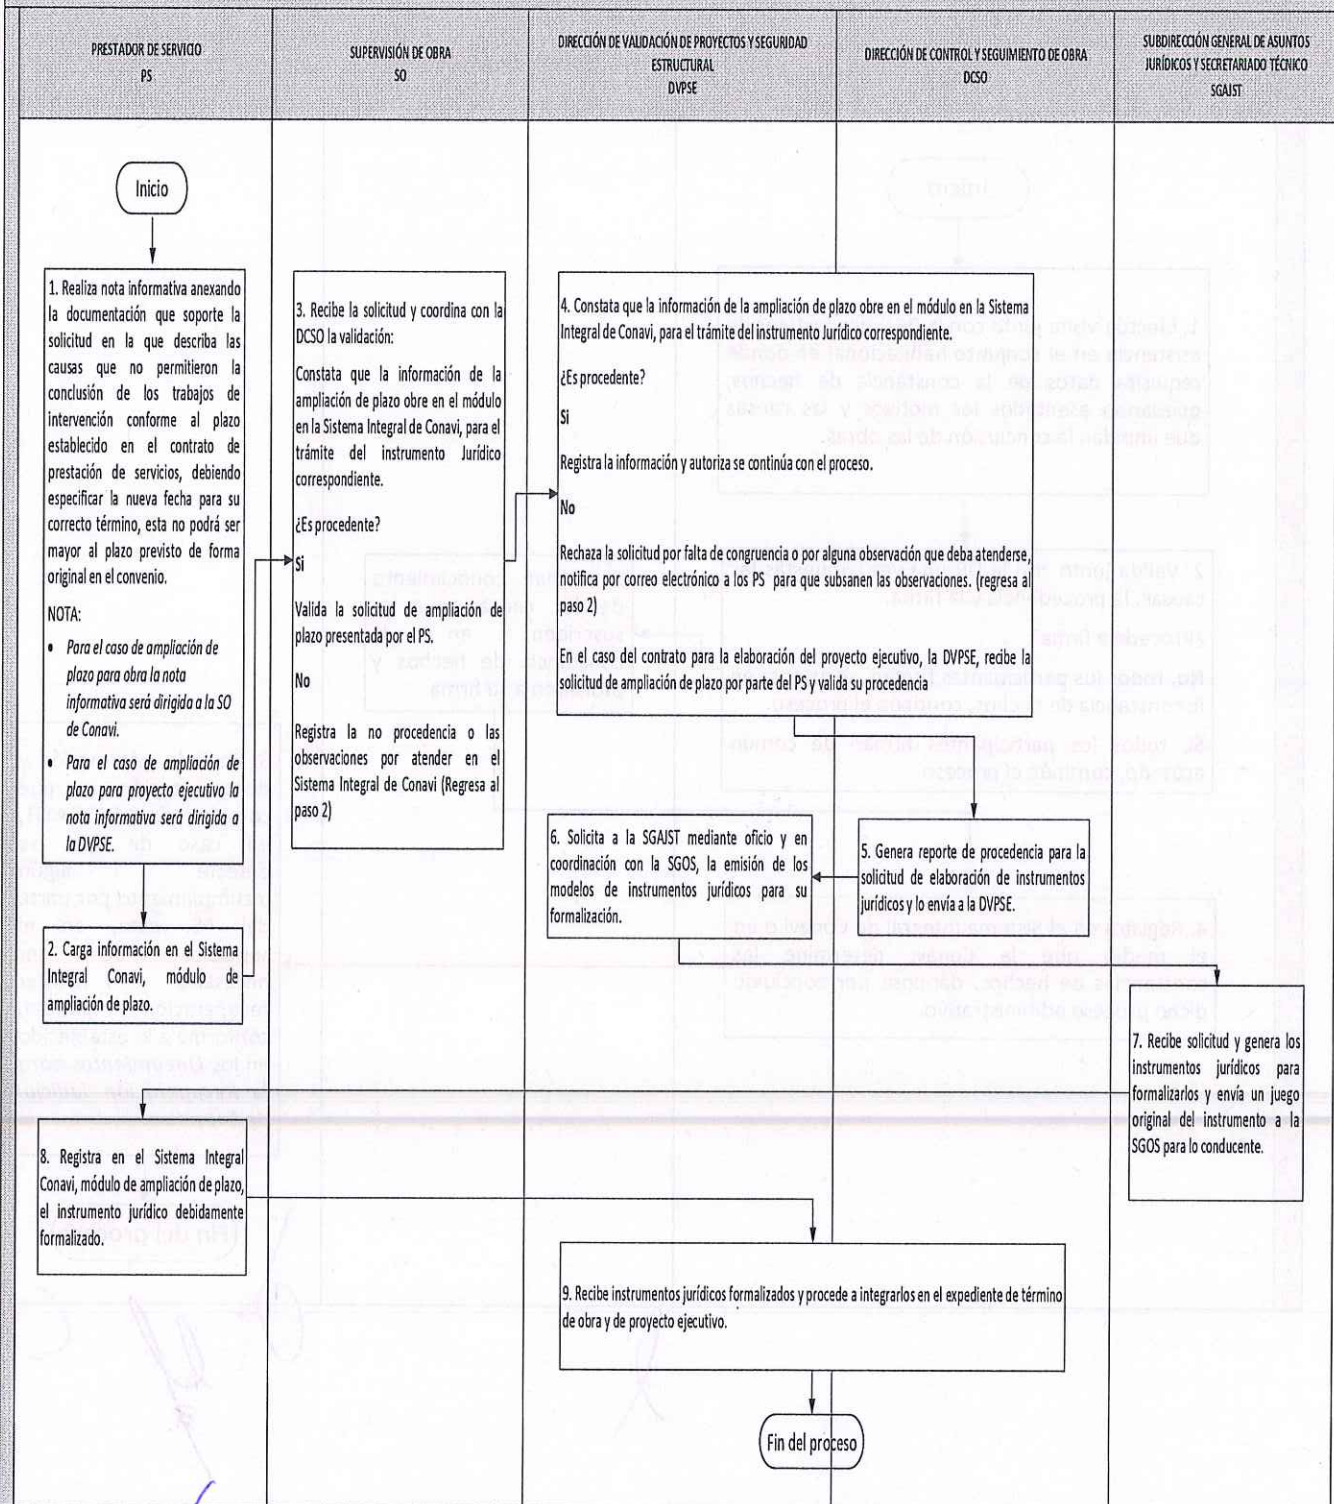 PRESTADOR DE SERVICIO
PS
SUPERVISIÓN DE OBRA
SO
DIRECCIÓN DE VALIDACIÓN DE PROYECTOS Y SEGURIDAD
ESTRUCTURAL
DVPSE
DIRECCIÓN DE CONTROL Y SEGUIMIENTO DE OBRA
DCSO
SUBDIRECCIÓN GENERAL DE ASUNTOS
JURÍDICOS Y SECRETARIADO TÉCNICO
SGAJST
Inicio
1. Realiza nota informativa anexando
la documentación que soporte la
solicitud en la que describa las
causas que no permitieron la
conclusión de los trabajos de
intervención conforme al plazo
establecido en el contrato de
prestación de servicios, debiendo
especificar la nueva fecha para su
correcto término, esta no podrá ser
mayor al plazo previsto de forma
original en el convenio.
NOTA:
• Para el caso de ampliación de
plazo para obra la nota
informativa será dirigida a la SO
de Conavi.
• Para el caso de ampliación de
plazo para proyecto ejecutivo la
nota informativa será dirigida a
la DVPSE.
2. Carga información en el Sistema
Integral Conavi, módulo de
ampliación de plazo.
3. Recibe la solicitud y coordina con la
DCSO la validación:
Constata que la información de la
ampliación de plazo obre en el módulo
en la Sistema Integral de Conavi, para el
trámite del instrumento Jurídico
correspondiente.
¿Es procedente?
Si
Valida la solicitud de ampliación de
plazo presentada por el PS.
No
Registra la no procedencia o las
observaciones por atender en el
Sistema Integral de Conavi (Regresa al
paso 2)
4. Constata que la información de la ampliación de plazo obre en el módulo en la Sistema
Integral de Conavi, para el trámite del instrumento Jurídico correspondiente.
¿Es procedente?
Si
Registra la información y autoriza se continúa con el proceso.
No
Rechaza la solicitud por falta de congruencia o por alguna observación que deba atenderse,
notifica por correo electrónico a los PS para que subsanen las observaciones. (regresa al
paso 2)
En el caso del contrato para la elaboración del proyecto ejecutivo, la DVPSE, recibe la
solicitud de ampliación de plazo por parte del PS y valida su procedencia
5. Genera reporte de procedencia para la
solicitud de elaboración de instrumentos
jurídicos y lo envía a la DVPSE.
6. Solicita a la SGAJST mediante oficio y en
coordinación con la SGOS, la emisión de los
modelos de instrumentos jurídicos para su
formalización.
7. Recibe solicitud y genera los
instrumentos jurídicos para
formalizarlos y envía un juego
original del instrumento a la
SGOS para lo conducente.
8. Registra en el Sistema Integral
Conavi, módulo de ampliación de plazo,
el instrumento jurídico debidamente
formalizado.
9. Recibe instrumentos jurídicos formalizados y procede a integrarlos en el expediente de término
de obra y de proyecto ejecutivo.
Fin del proceso